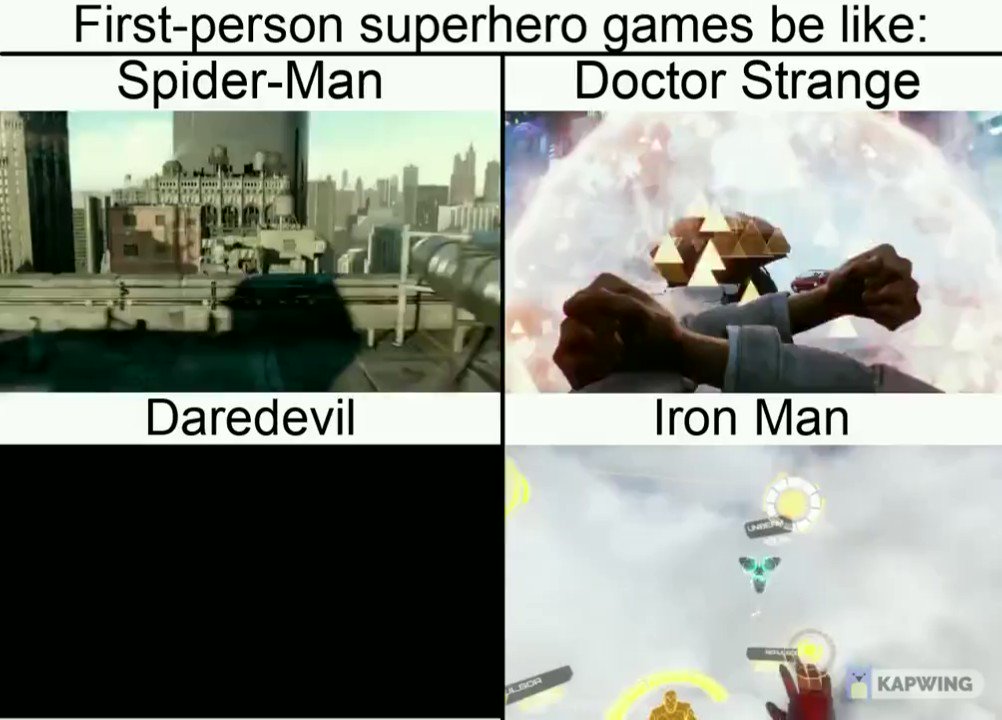 First-person superhero games be like:
Spider-Man
Doctor Strange
Daredevil
Iron Man
KAPWING